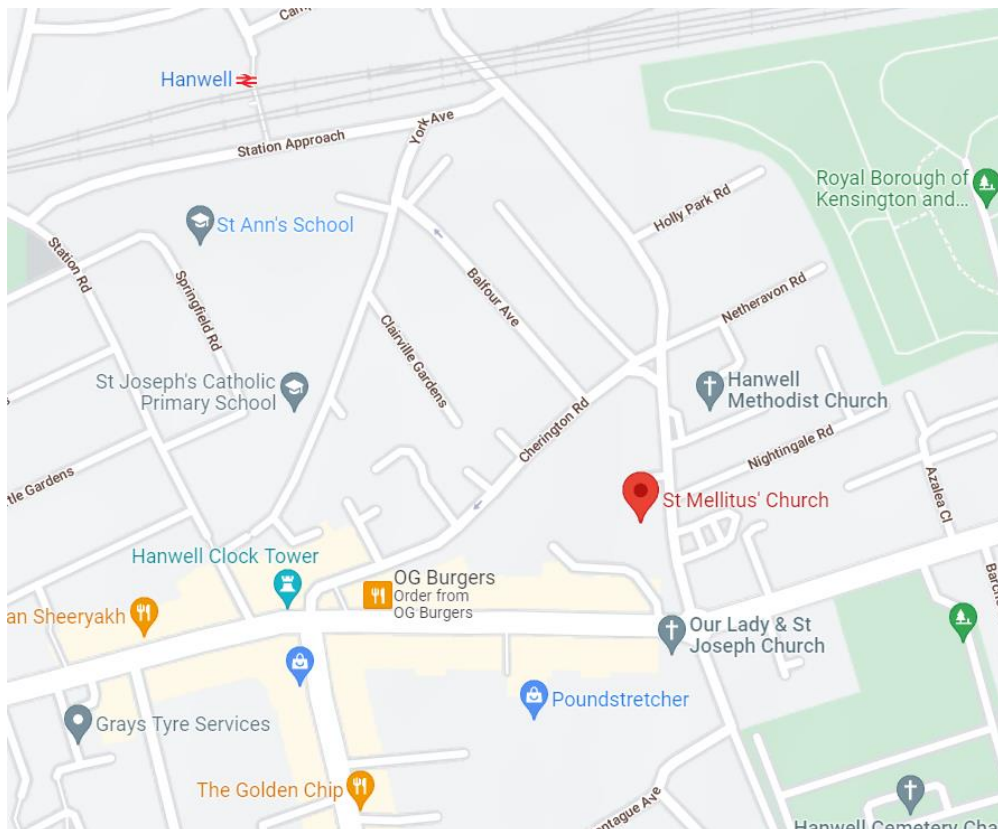 Hanwell
York Ave
Station Approach
Royal Borough of
Kensington and...
Holly Park Rd
St Ann's School
Station Rd
Springfield Rd
Balfour Ave
Netheravon Rd
Clairville Gardens
St Joseph's Catholic
Primary School
Hanwell
Methodist Church
Cherington Rd
Nightingale Rd
tle Gardens
Azalea Cl
St Mellitus' Church
Hanwell Clock Tower
OG Burgers
Order from
OG Burgers
an Sheeryakh
Our Lady & St
Joseph Church
Poundstretcher
Grays Tyre Services
The Golden Chip
ntague Ave
Hanwell Cemetery Cha